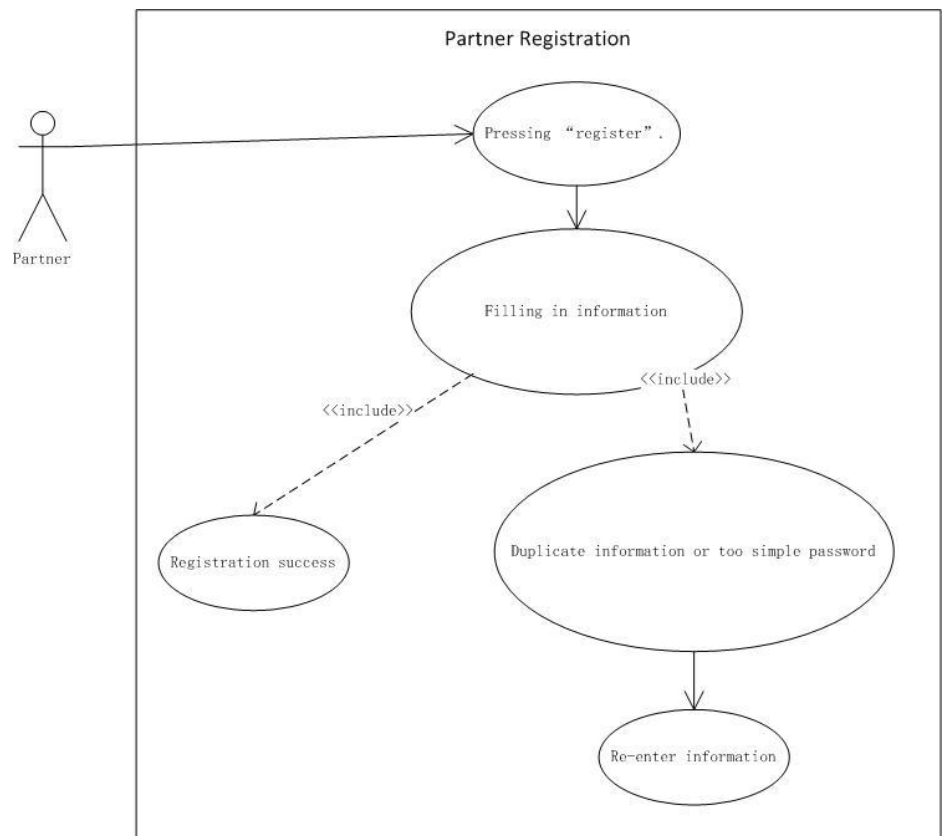 Partner Registration
Pressing “register”.
Partner
Filling in information
<<include>>
<<include>>
Registration success
Duplicate information or too simple password
Re-enter information